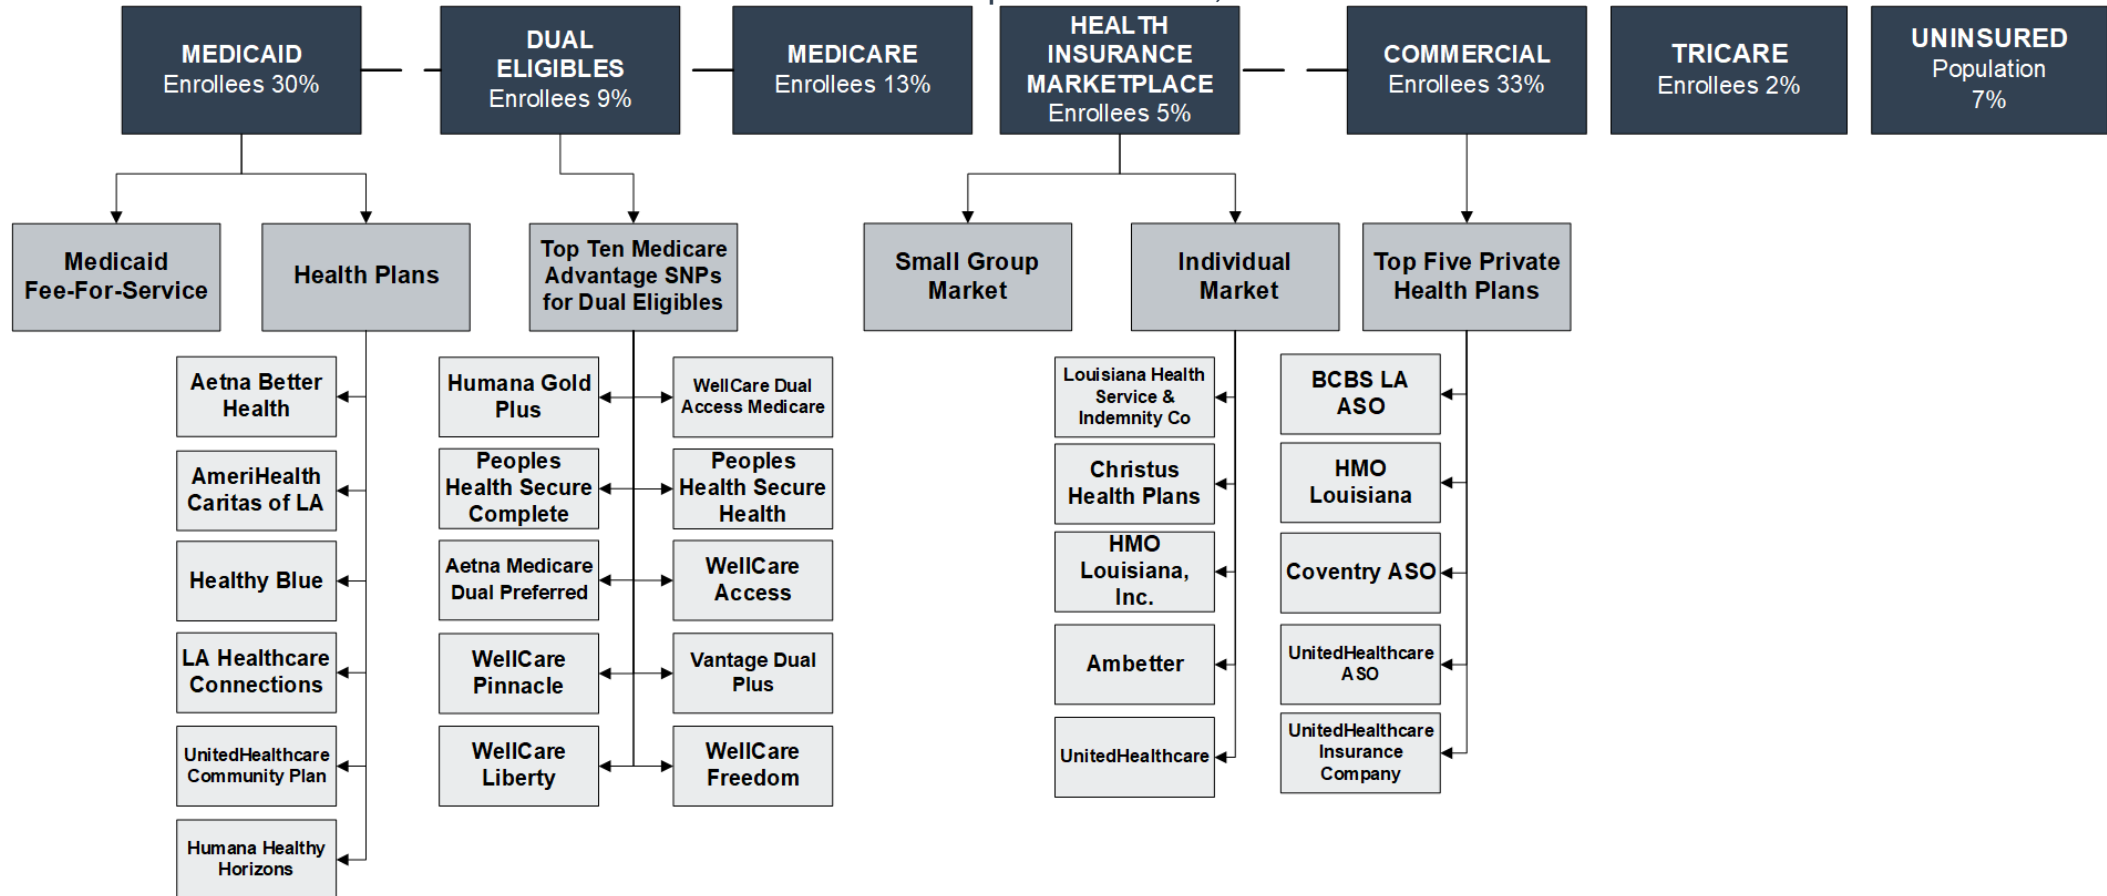 MEDICAID
Enrollees 30%
DUAL
ELIGIBLES
Enrollees 9%
MEDICARE
Enrollees 13%
HEALTH
INSURANCE
MARKETPLACE
Enrollees 5%
COMMERCIAL
Enrollees 33%
TRICARE
Enrollees 2%
UNINSURED
Population
7%
Medicaid
Fee-For-Service
Health Plans
Top Ten Medicare
Advantage SNPs
for Dual Eligibles
Small Group
Market
Individual
Market
Top Five Private
Health Plans
Aetna Better
Health
AmeriHealth
Caritas of LA
Healthy Blue
LA Healthcare
Connections
UnitedHealthcare
Community Plan
Humana Healthy
Horizons
Humana Gold
Plus
WellCare Dual
Access Medicare
Peoples
Health Secure
Complete
Peoples
Health Secure
Health
Aetna Medicare
Dual Preferred
WellCare
Access
WellCare
Pinnacle
Vantage Dual
Plus
WellCare
Liberty
WellCare
Freedom
Louisiana Health
Service &
Indemnity Co
Christus
Health Plans
HMO
Louisiana,
Inc.
Ambetter
UnitedHealthcare
BCBS LA
ASO
HMO
Louisiana
Coventry ASO
UnitedHealthcare
ASO
UnitedHealthcare
Insurance
Company